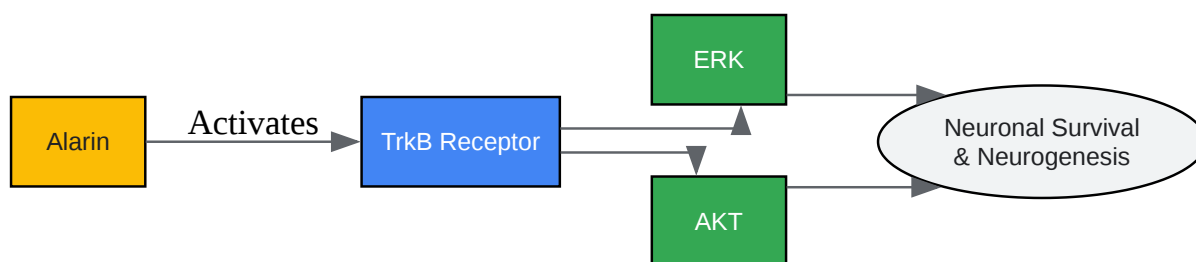 Alarin
Activates
TrkB Receptor
ERK
AKT
Neuronal Survival
& Neurogenesis